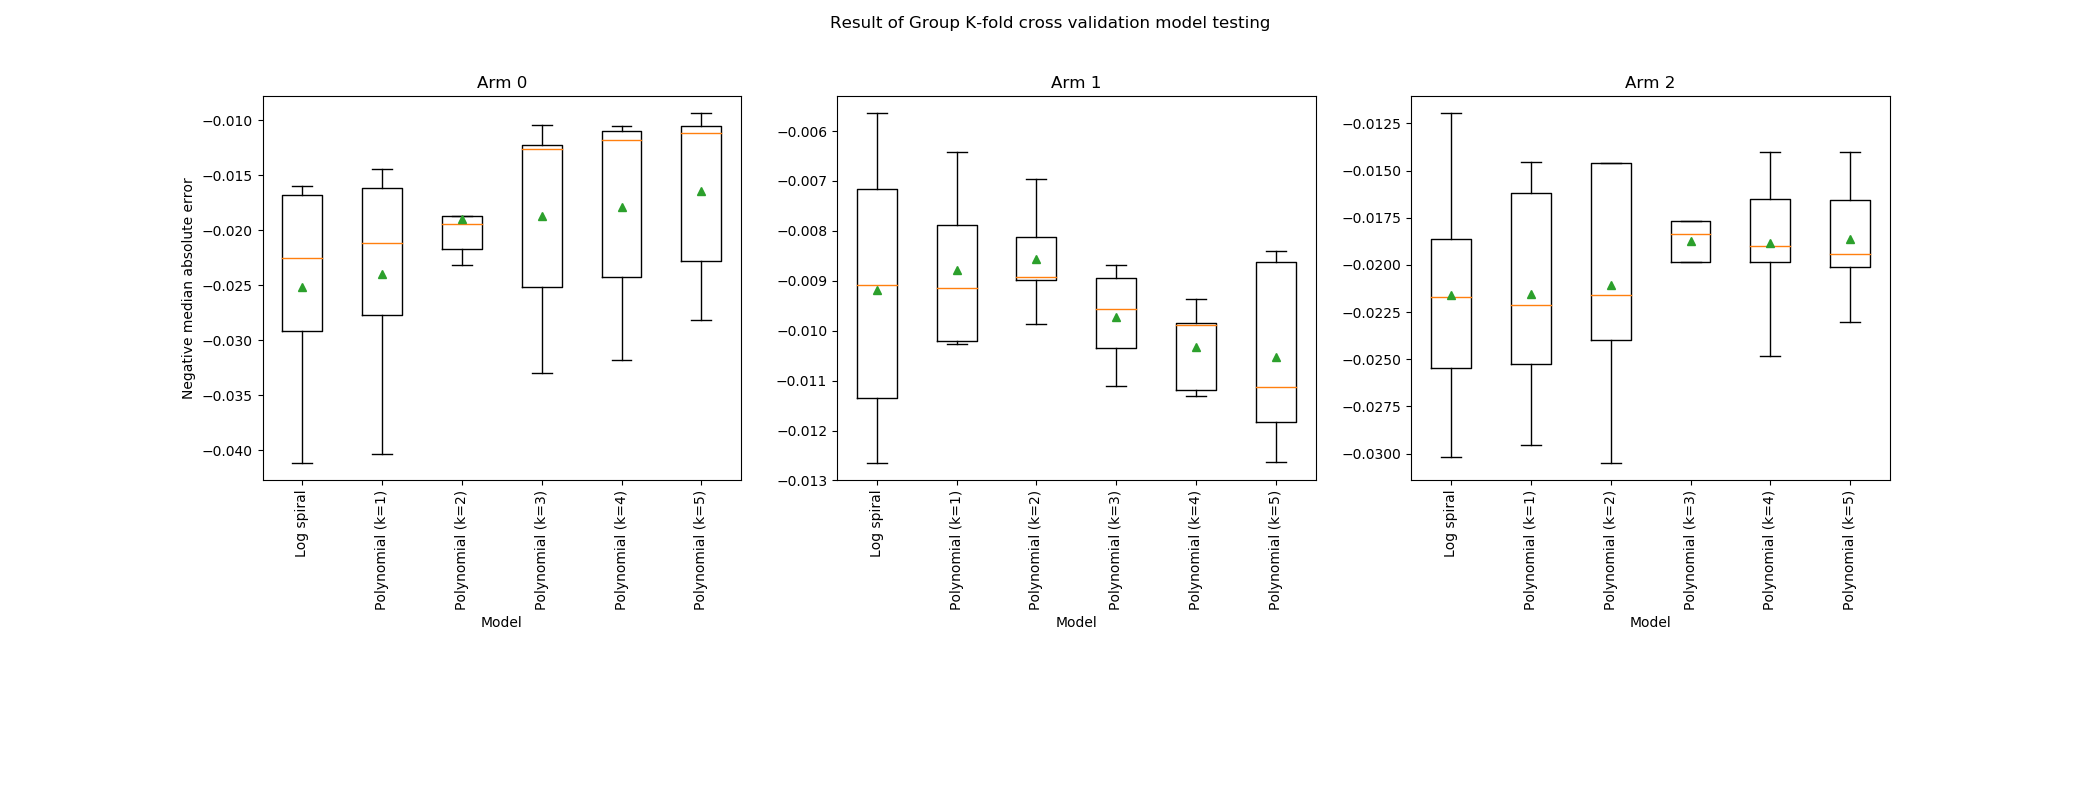 Result of Group K-fold cross validation model testing
Arm 0
Negative median absolute error
−0.010
−0.015
−0.020
−0.025
−0.030
−0.035
−0.040
Log spiral
Polynomial (k=1)
Polynomial (k=2)
Polynomial (k=3)
Polynomial (k=4)
Polynomial (k=5)
Model
Arm 1
−0.006
−0.007
−0.008
−0.009
−0.010
−0.011
−0.012
−0.013
Log spiral
Polynomial (k=1)
Polynomial (k=2)
Polynomial (k=3)
Polynomial (k=4)
Polynomial (k=5)
Model
Arm 2
−0.0125
−0.0150
−0.0175
−0.0200
−0.0225
−0.0250
−0.0275
−0.0300
Log spiral
Polynomial (k=1)
Polynomial (k=2)
Polynomial (k=3)
Polynomial (k=4)
Polynomial (k=5)
Model